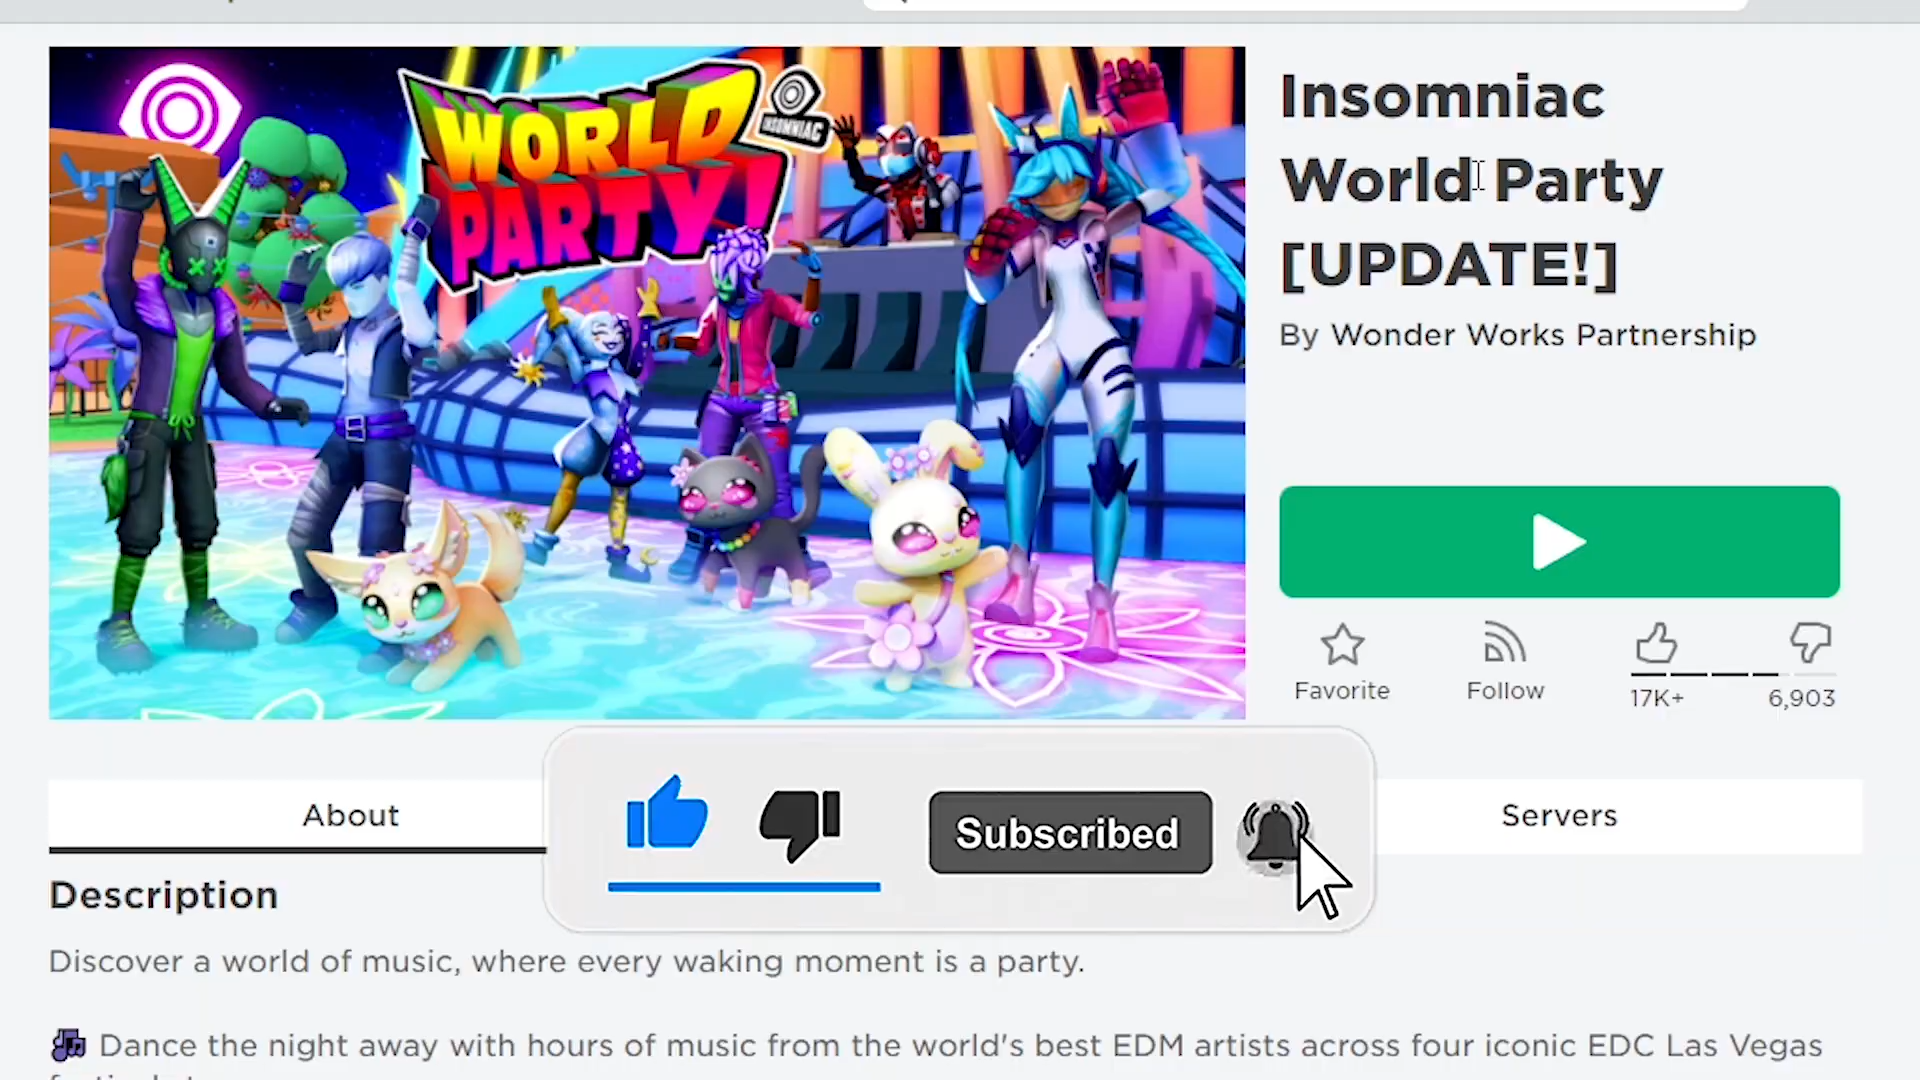 WORLD
PARTY!
INSOMNIAC
Insomniac
World Party
[UPDATE!]
By Wonder Works Partnership
Favorite
Follow
17K+
6,903
About
Servers
Subscribed
Description
Discover a world of music, where every waking moment is a party.
Dance the night away with hours of music from the world's best EDM artists across four iconic EDC Las Vegas